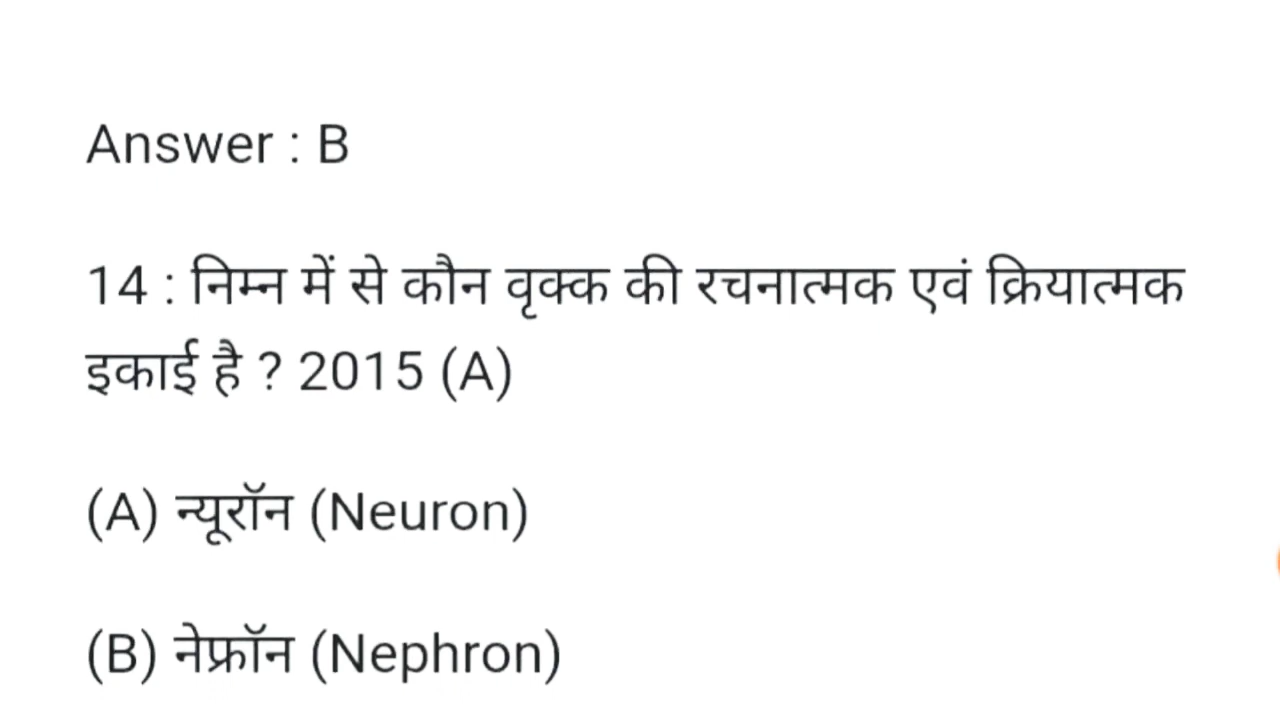 Answer : B
14 : निम्न में से कौन वृक्क की रचनात्मक एवं क्रियात्मक
इकाई है ? 2015 (A)
(A) न्यूरॉन (Neuron)
(B) नेफ्रॉन (Nephron)